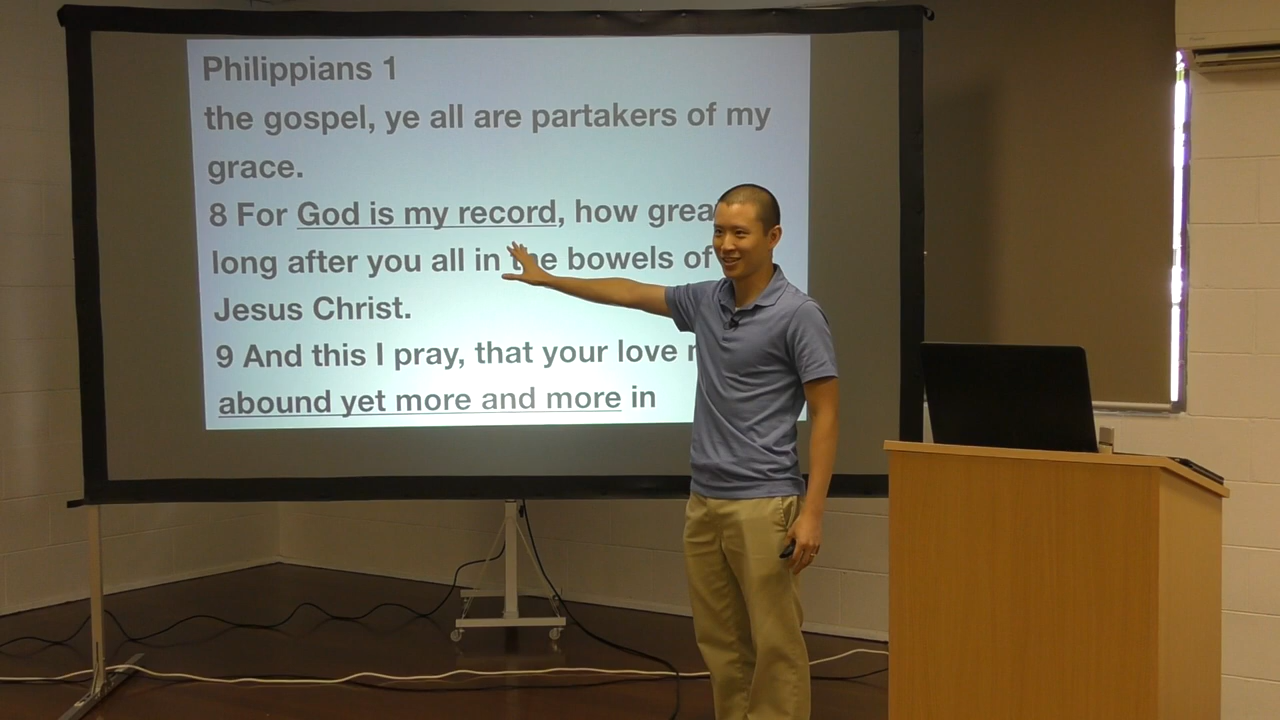 Philippians 1
the gospel, ye all are partakers of my
grace.
8 For God is my record, how grea
long after you all in the bowels of
Jesus Christ.
9 And this I pray, that your love
abound yet more and more in